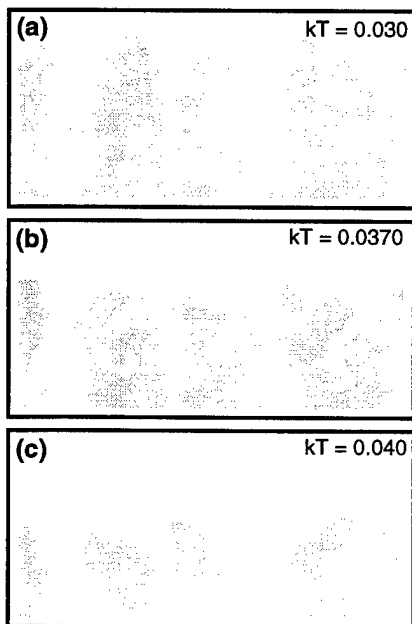 (a) kT = 0.030
(b) kT = 0.0370
(c) kT = 0.040